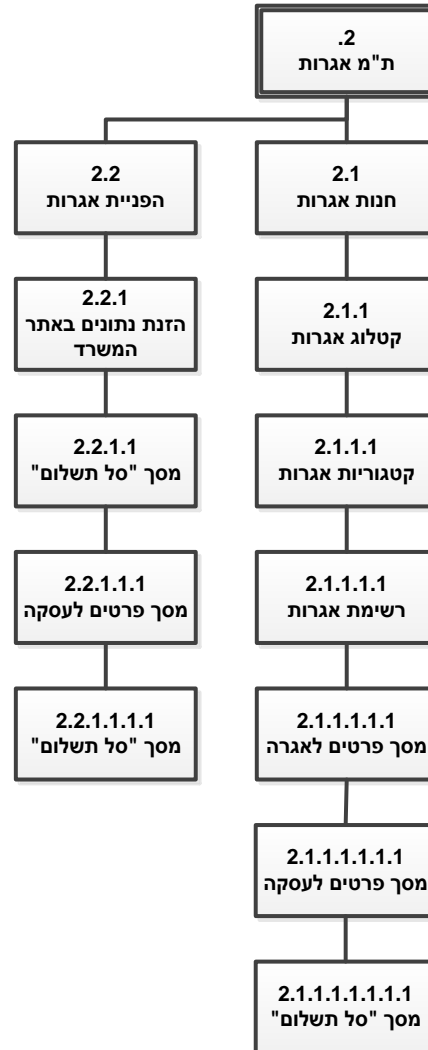 2.
ת"מ אגרות
2.1
חנות אגרות
2.1.1
קטלוג אגרות
2.1.1.1
קטגוריות אגרות
2.1.1.1.1
רשימת אגרות
2.1.1.1.1.1
מסך פרטים לאגרה
2.1.1.1.1.1.1
מסך פרטים לעסקה
2.1.1.1.1.1.1.1
מסך "סל תשלום"
2.2
הפניית אגרות
2.2.1
הזנת נתונים באתר
המשרד
2.2.1.1
מסך "סל תשלום"
2.2.1.1.1
מסך פרטים לעסקה
2.2.1.1.1.1
מסך "סל תשלום"